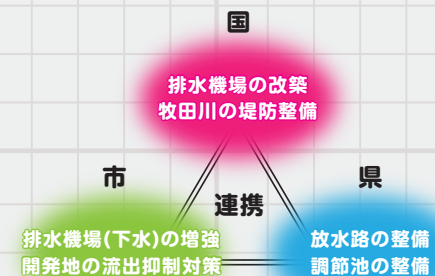 国
排水機場の改築
牧田川の堤防整備
市
県
連携
排水機場(下水)の増強
開発地の流出抑制対策
放水路の整備
調節池の整備